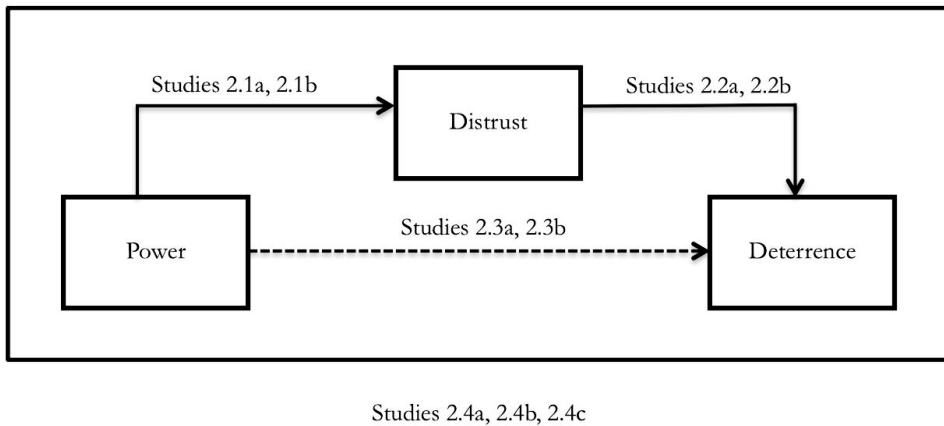 Studies 2.1a, 2.1b
Studies 2.2a, 2.2b
Distrust
Studies 2.3a, 2.3b
Power
Deterrence
Studies 2.4a, 2.4b, 2.4c